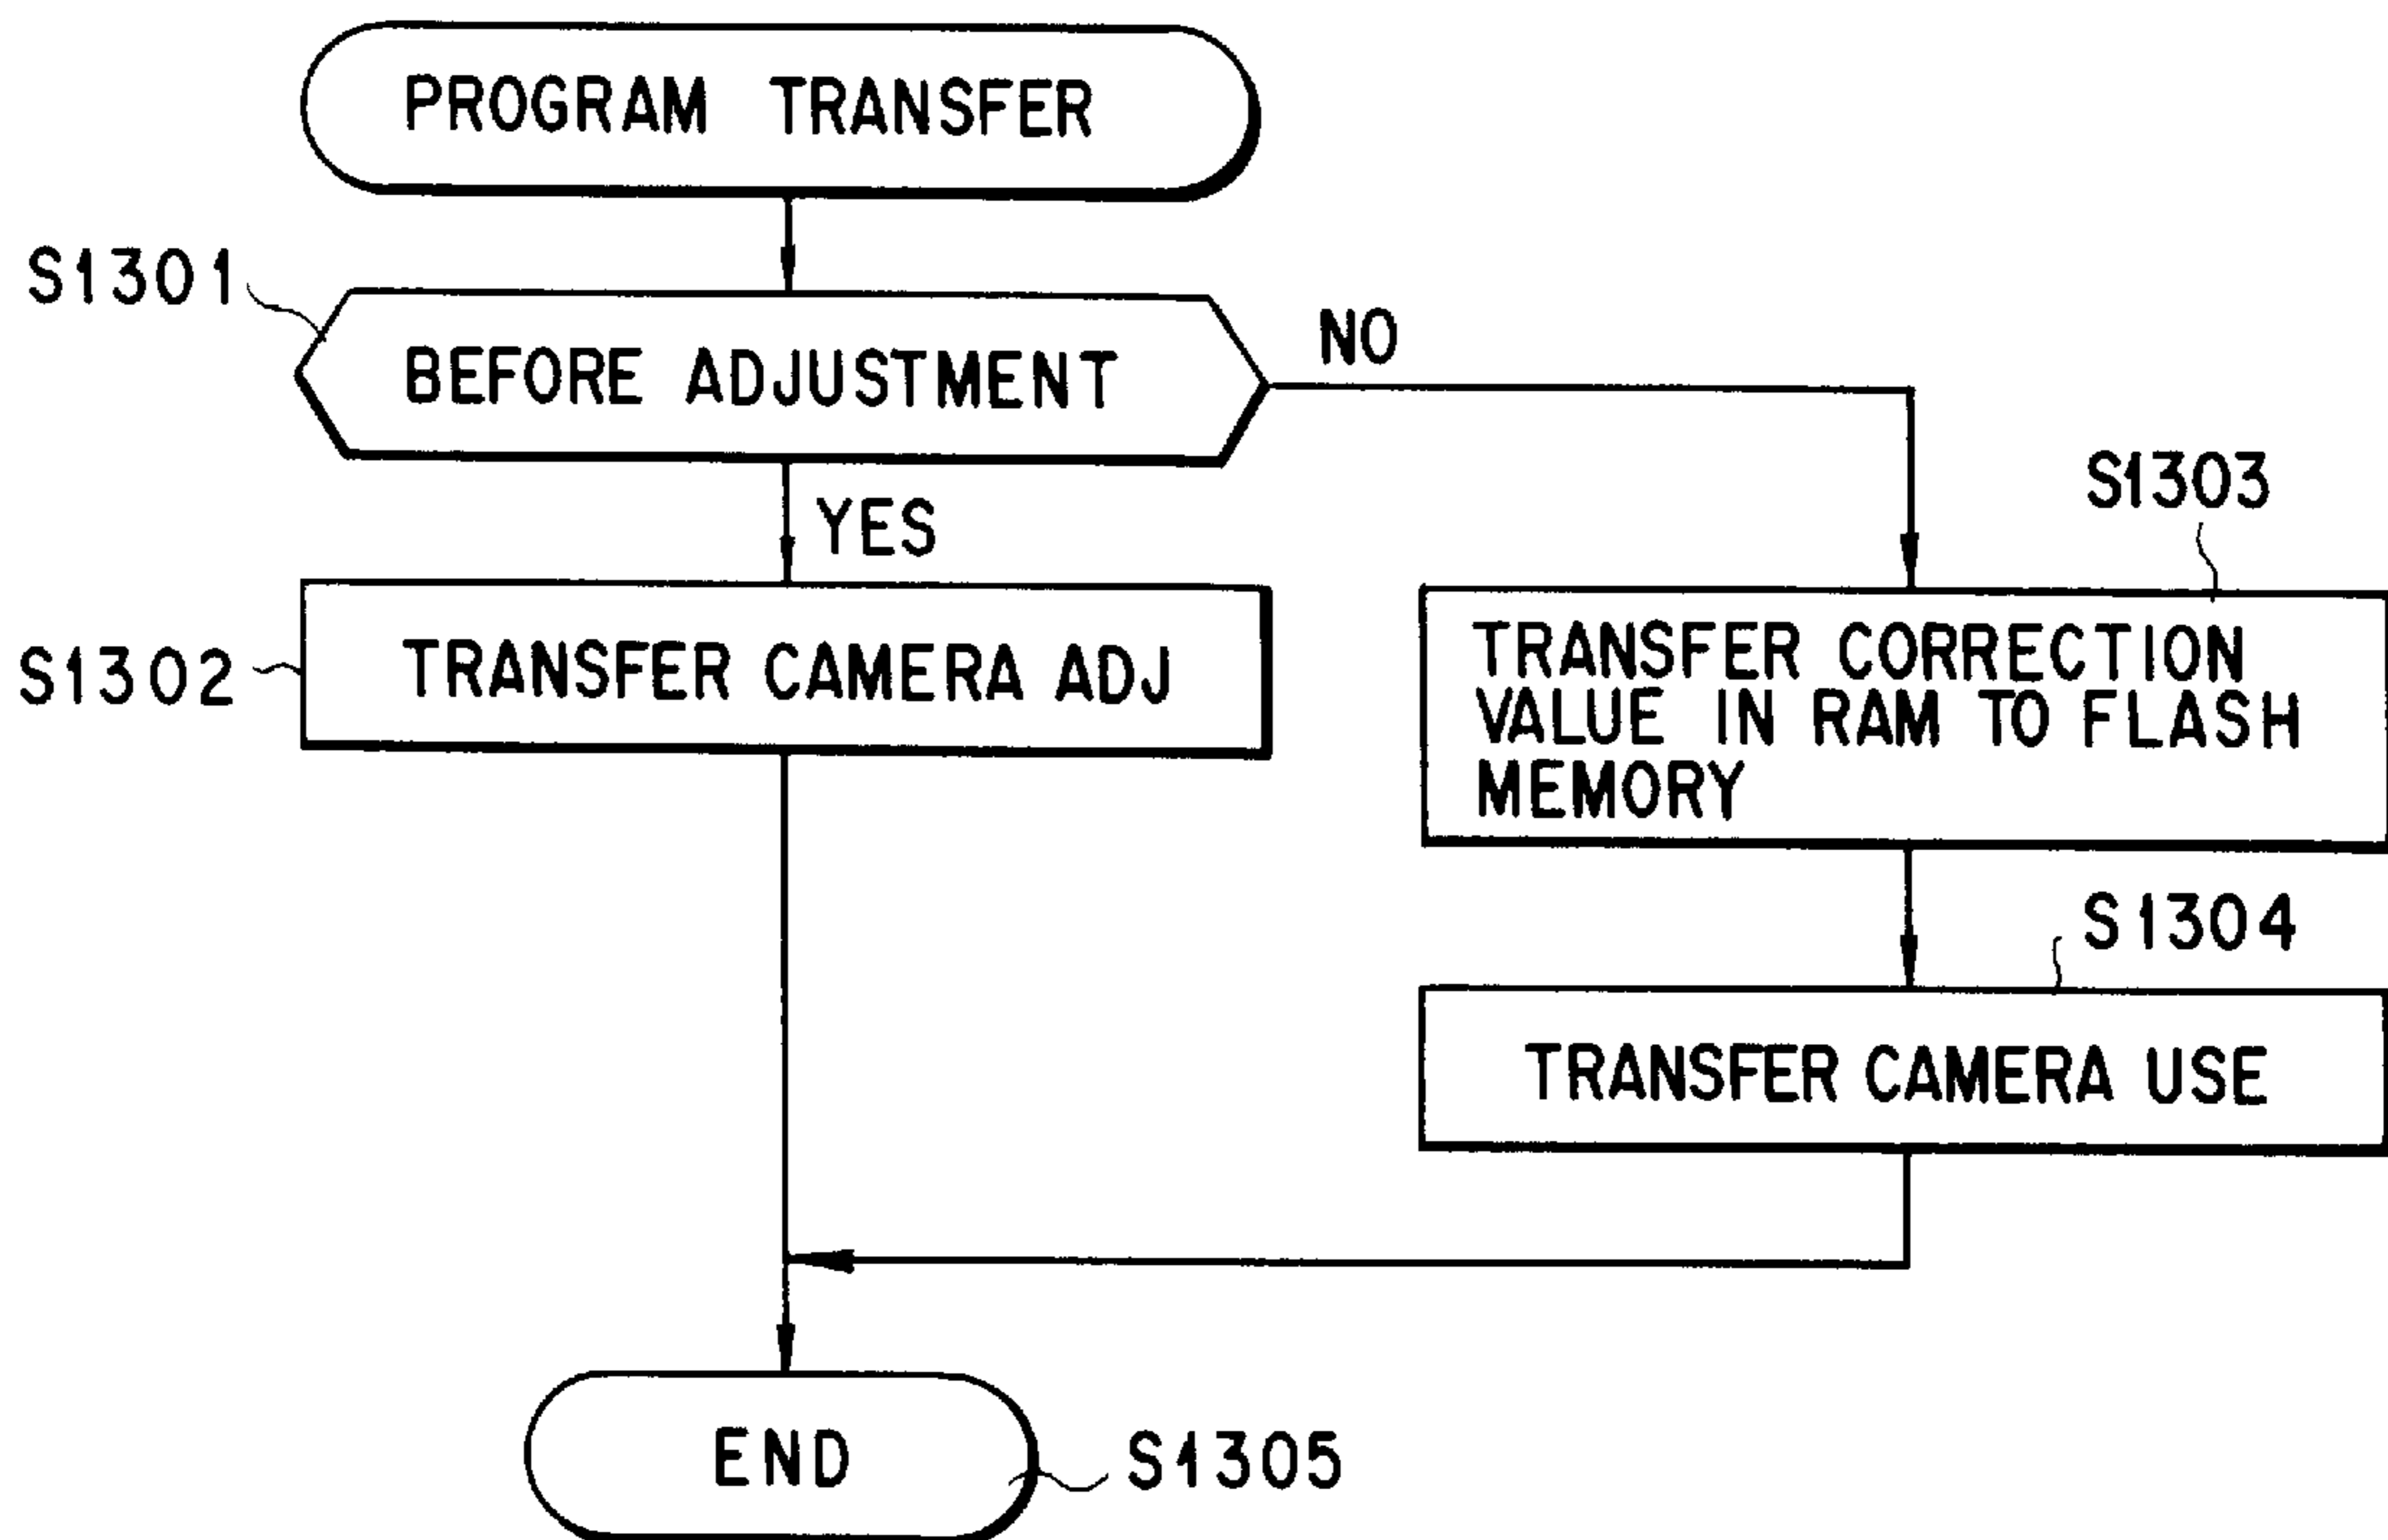 PROGRAM TRANSFER
S1301
BEFORE ADJUSTMENT
NO
YES
S1302
TRANSFER CAMERA ADJ
S1303
TRANSFER CORRECTION
VALUE IN RAM TO FLASH
MEMORY
S1304
TRANSFER CAMERA USE
END
S1305